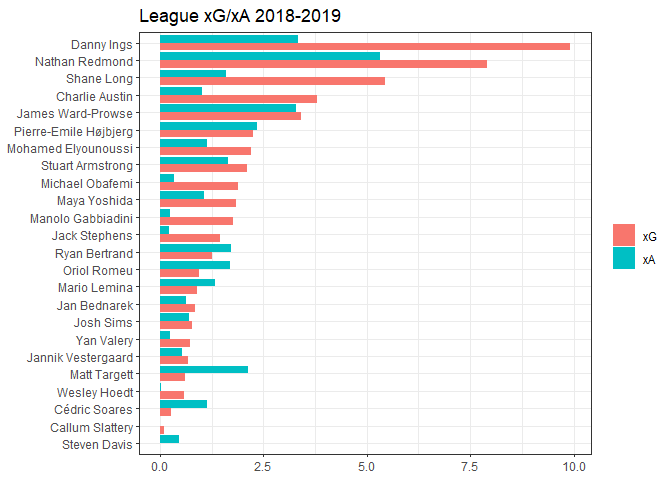 League xG/xA 2018-2019
Danny Ings
Nathan Redmond
Shane Long
Charlie Austin
James Ward-Prowse
Pierre-Emile Højbjerg
Mohamed Elyounoussi
Stuart Armstrong
Michael Obafemi
Maya Yoshida
Manolo Gabbiadini
Jack Stephens
Ryan Bertrand
Oriol Romeu
Mario Lemina
Jan Bednarek
Josh Sims
Yan Valery
Jannik Vestergaard
Matt Targett
Wesley Hoedt
Cédric Soares
Callum Slattery
Steven Davis
0.0 2.5 5.0 7.5 10.0
xG
xA